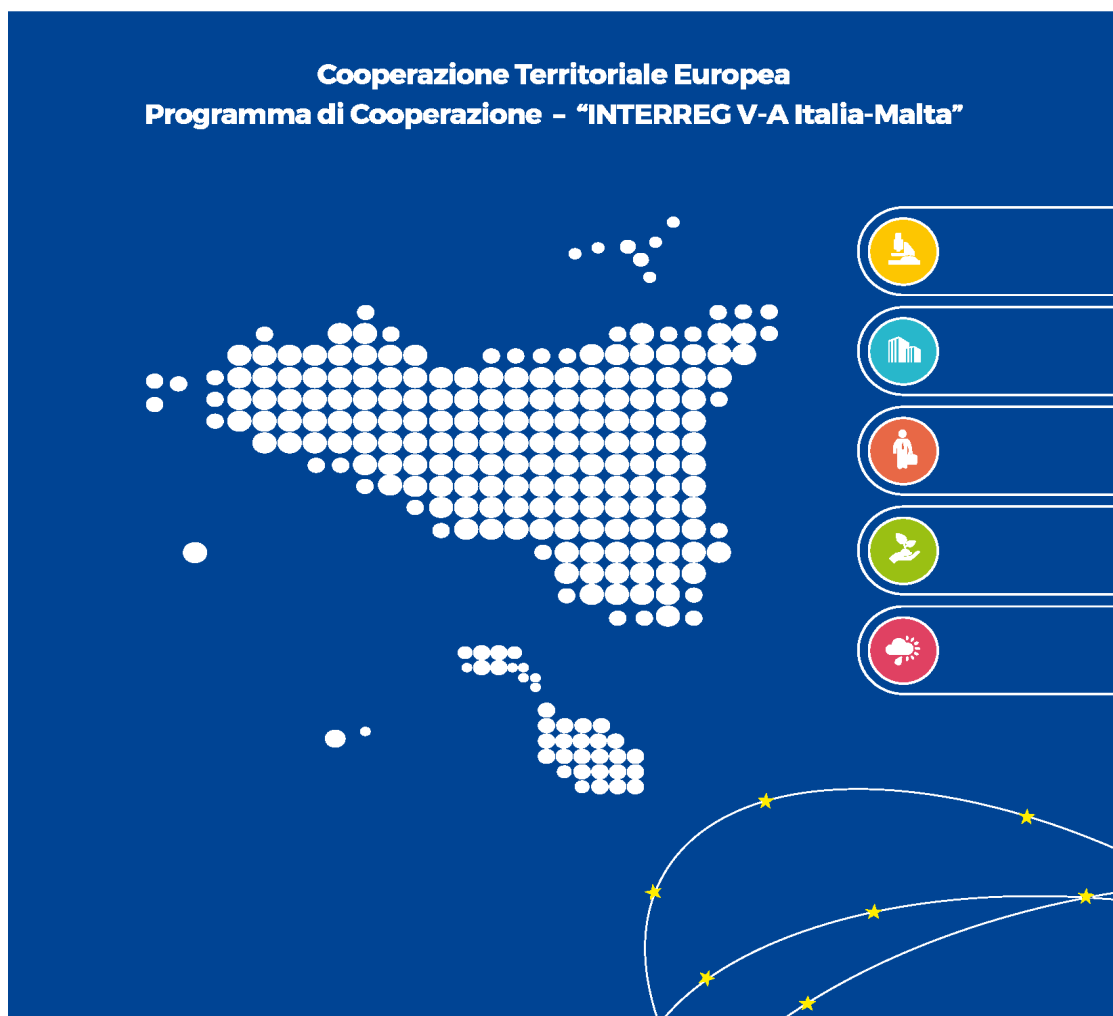 Cooperazione Territoriale Europea
Programma di Cooperazione – “INTERREG V-A Italia-Malta”